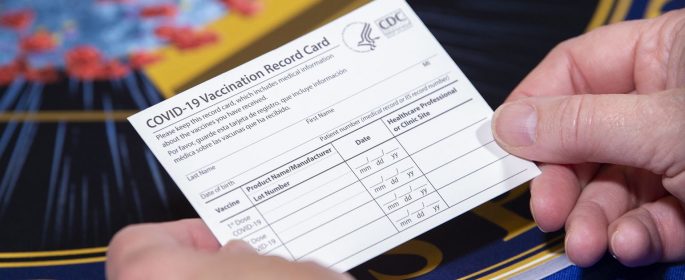 COVID-19 Vaccination Record Card
CDC
Please keep this record card, which includes medical information
about the vaccines you have received.
Por favor, guarde esta tarjeta de registro, que incluye información
médica sobre las vacunas que ha recibido.
Last Name First Name MI
Date of birth Patient number (medical record or IIS record number)
Vaccine Product Name/Manufacturer Date Healthcare Professional
Lot Number or Clinic Site
1st Dose
COVID-19 mm dd yy
2nd Dose
COVID-19 mm dd yy
mm dd yy
mm dd yy